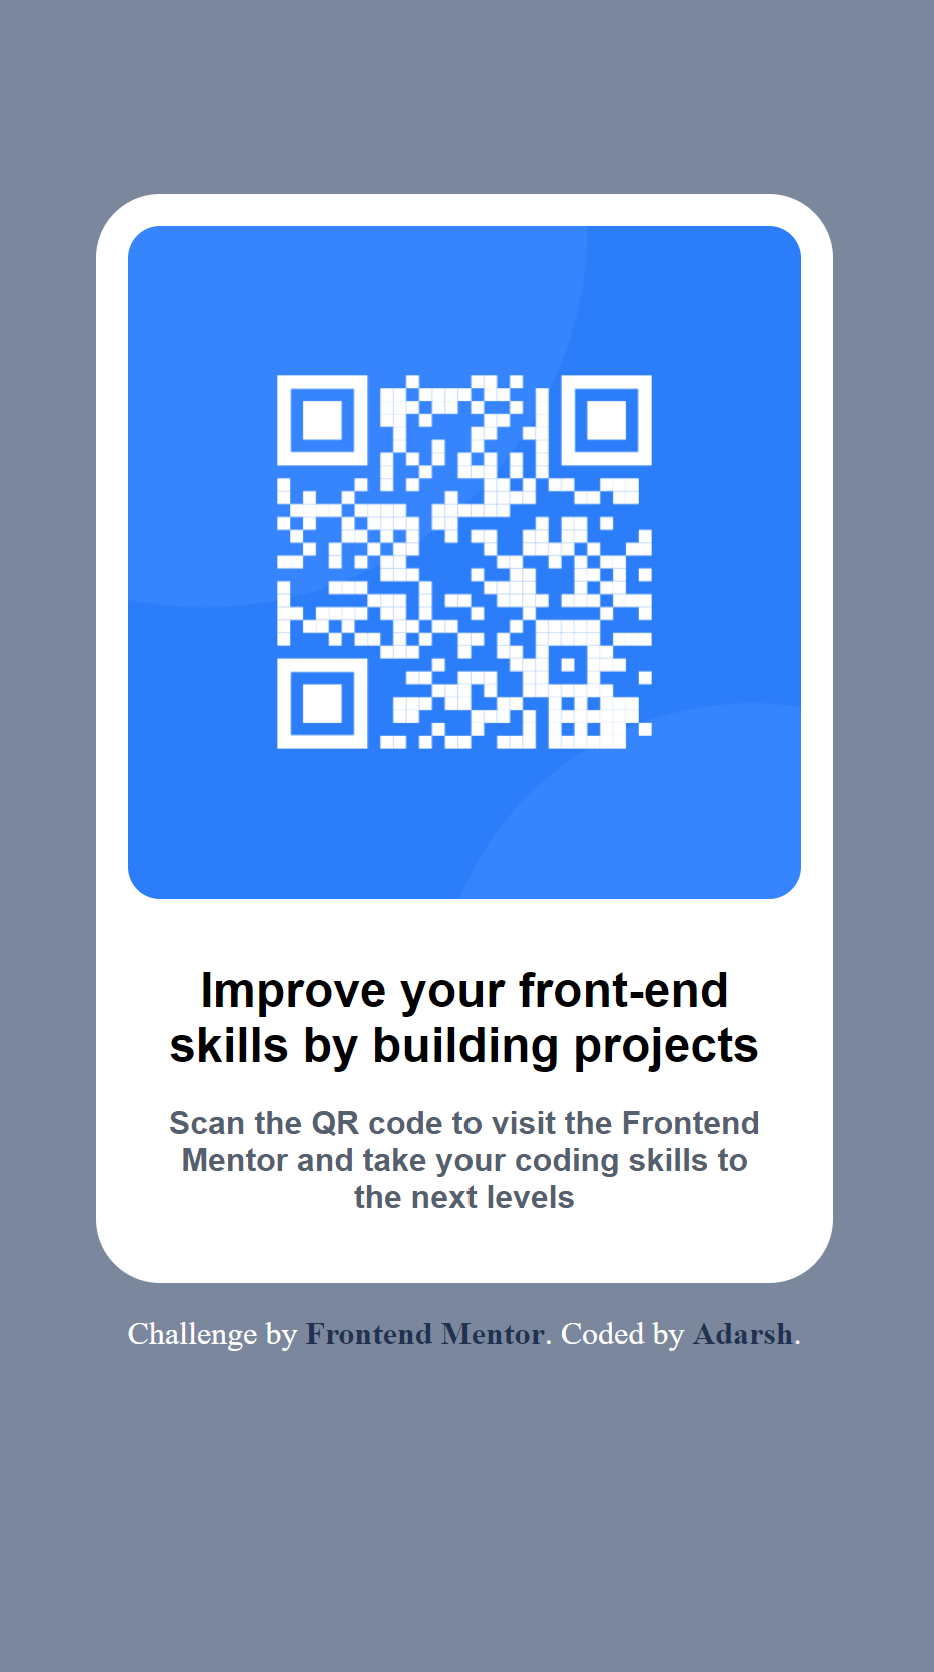 Improve your front-end
skills by building projects
Scan the QR code to visit the Frontend
Mentor and take your coding skills to
the next levels
Challenge by Frontend Mentor. Coded by Adarsh.